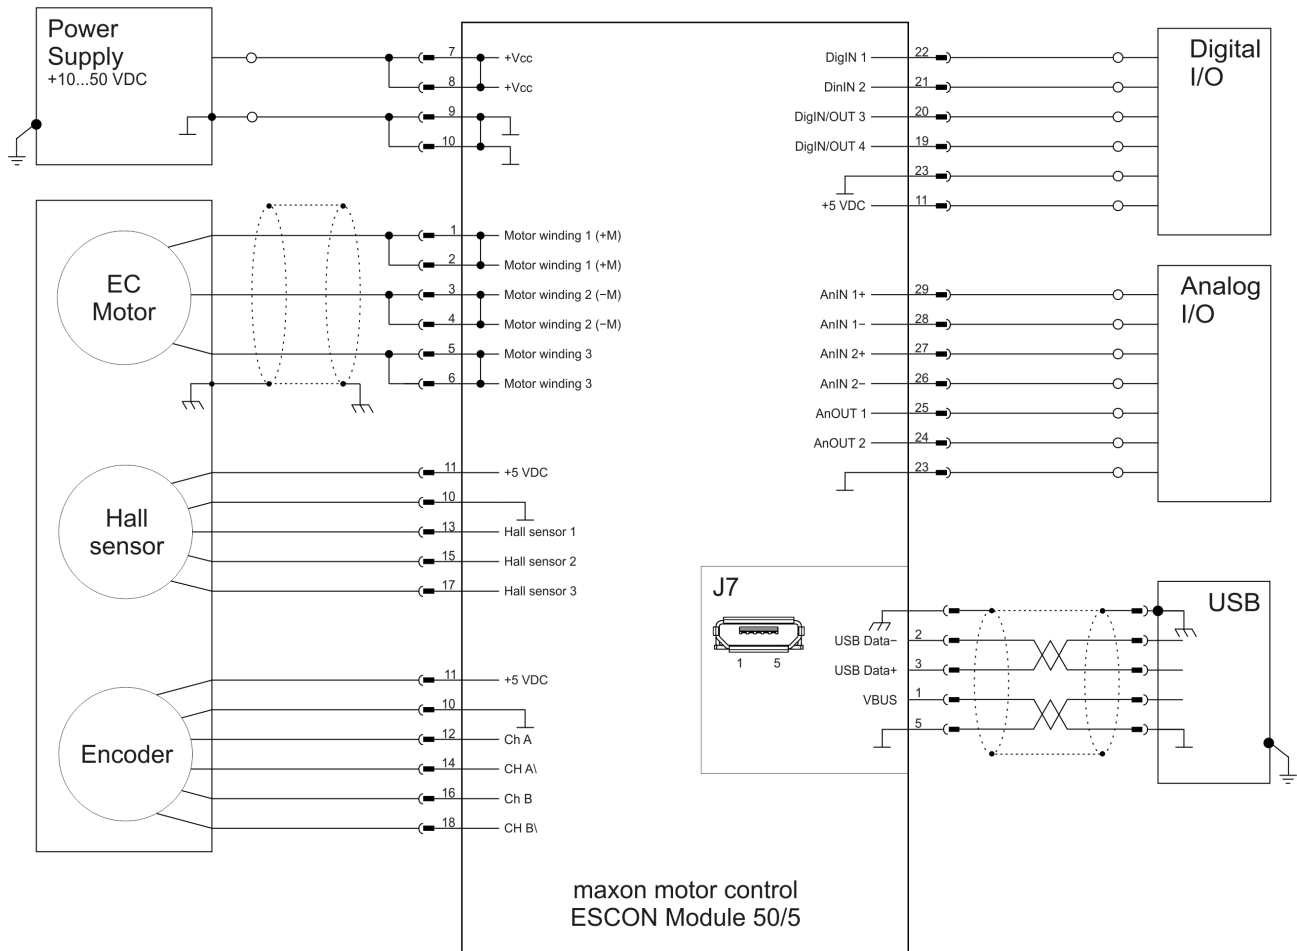 Power
Supply
+10...50 VDC
7 +Vcc
8 +Vcc
9
10
EC
Motor
1 Motor winding 1 (+M)
2 Motor winding 1 (+M)
3 Motor winding 2 (−M)
4 Motor winding 2 (−M)
5 Motor winding 3
6 Motor winding 3
Hall
sensor
11 +5 VDC
10
13 Hall sensor 1
15 Hall sensor 2
17 Hall sensor 3
Encoder
11 +5 VDC
10
12 Ch A
14 CH A\
16 Ch B
18 CH B\
DigIN 1 22
DinIN 2 21
DigIN/OUT 3 20
DigIN/OUT 4 19
23
+5 VDC 11
Digital
I/O
AnIN 1+ 29
AnIN 1− 28
AnIN 2+ 27
AnIN 2− 26
AnOUT 1 25
AnOUT 2 24
23
Analog
I/O
J7
1 5
USB Data− 2
USB Data+ 3
VBUS 1
5
USB
maxon motor control
ESCON Module 50/5